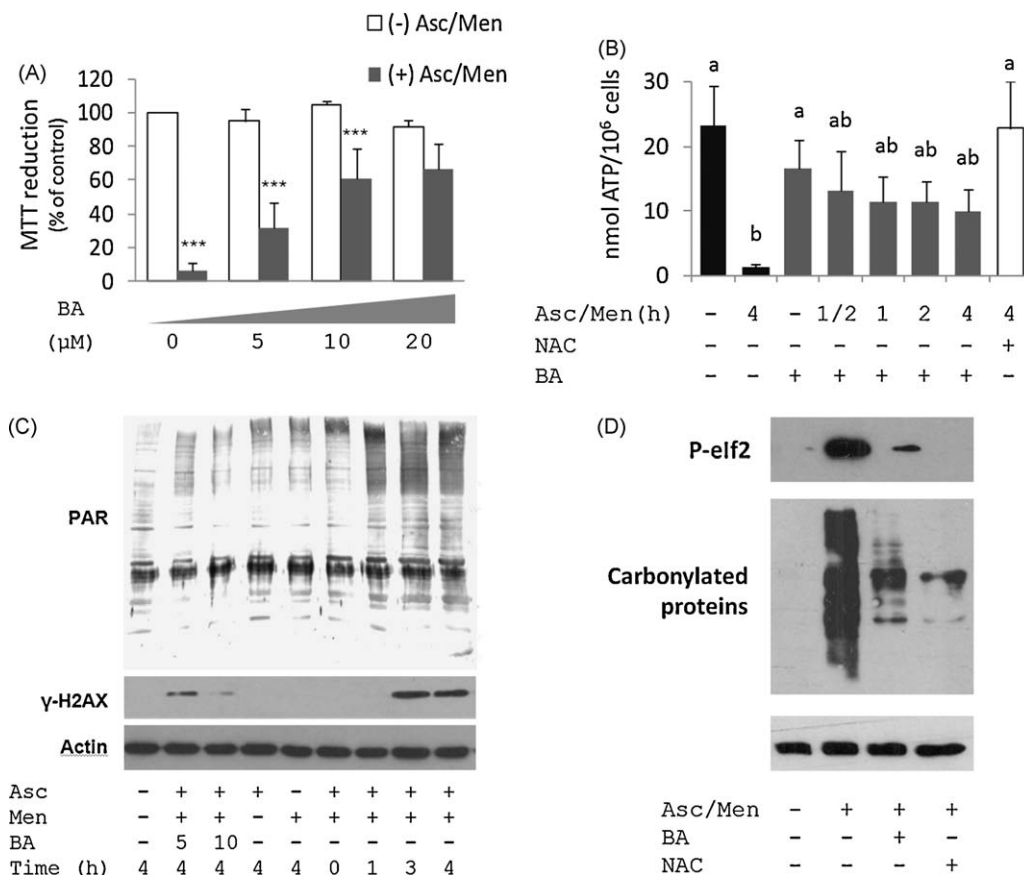 (A)
(-) Asc/Men
(+) Asc/Men
MTT reduction
(% of control)
120
100
80
60
40
20
0
***
***
***
BA
(µM)
0 5 10 20
(B)
nmol ATP/10⁶ cells
30
20
10
0
a b a ab ab ab ab a
Asc/Men(h) – 4 – 1/2 1 2 4 4
NAC – – – – – – – +
BA – – + + + + + –
(C)
PAR
γ-H2AX
Actin
Asc – + + + – + + + +
Men – + + – + + + + +
BA – 5 10 – – – – – –
Time (h) 4 4 4 4 4 0 1 3 4
(D)
P-eIf2
Carbonylated
proteins
Asc/Men – + + +
BA – – + –
NAC – – – +